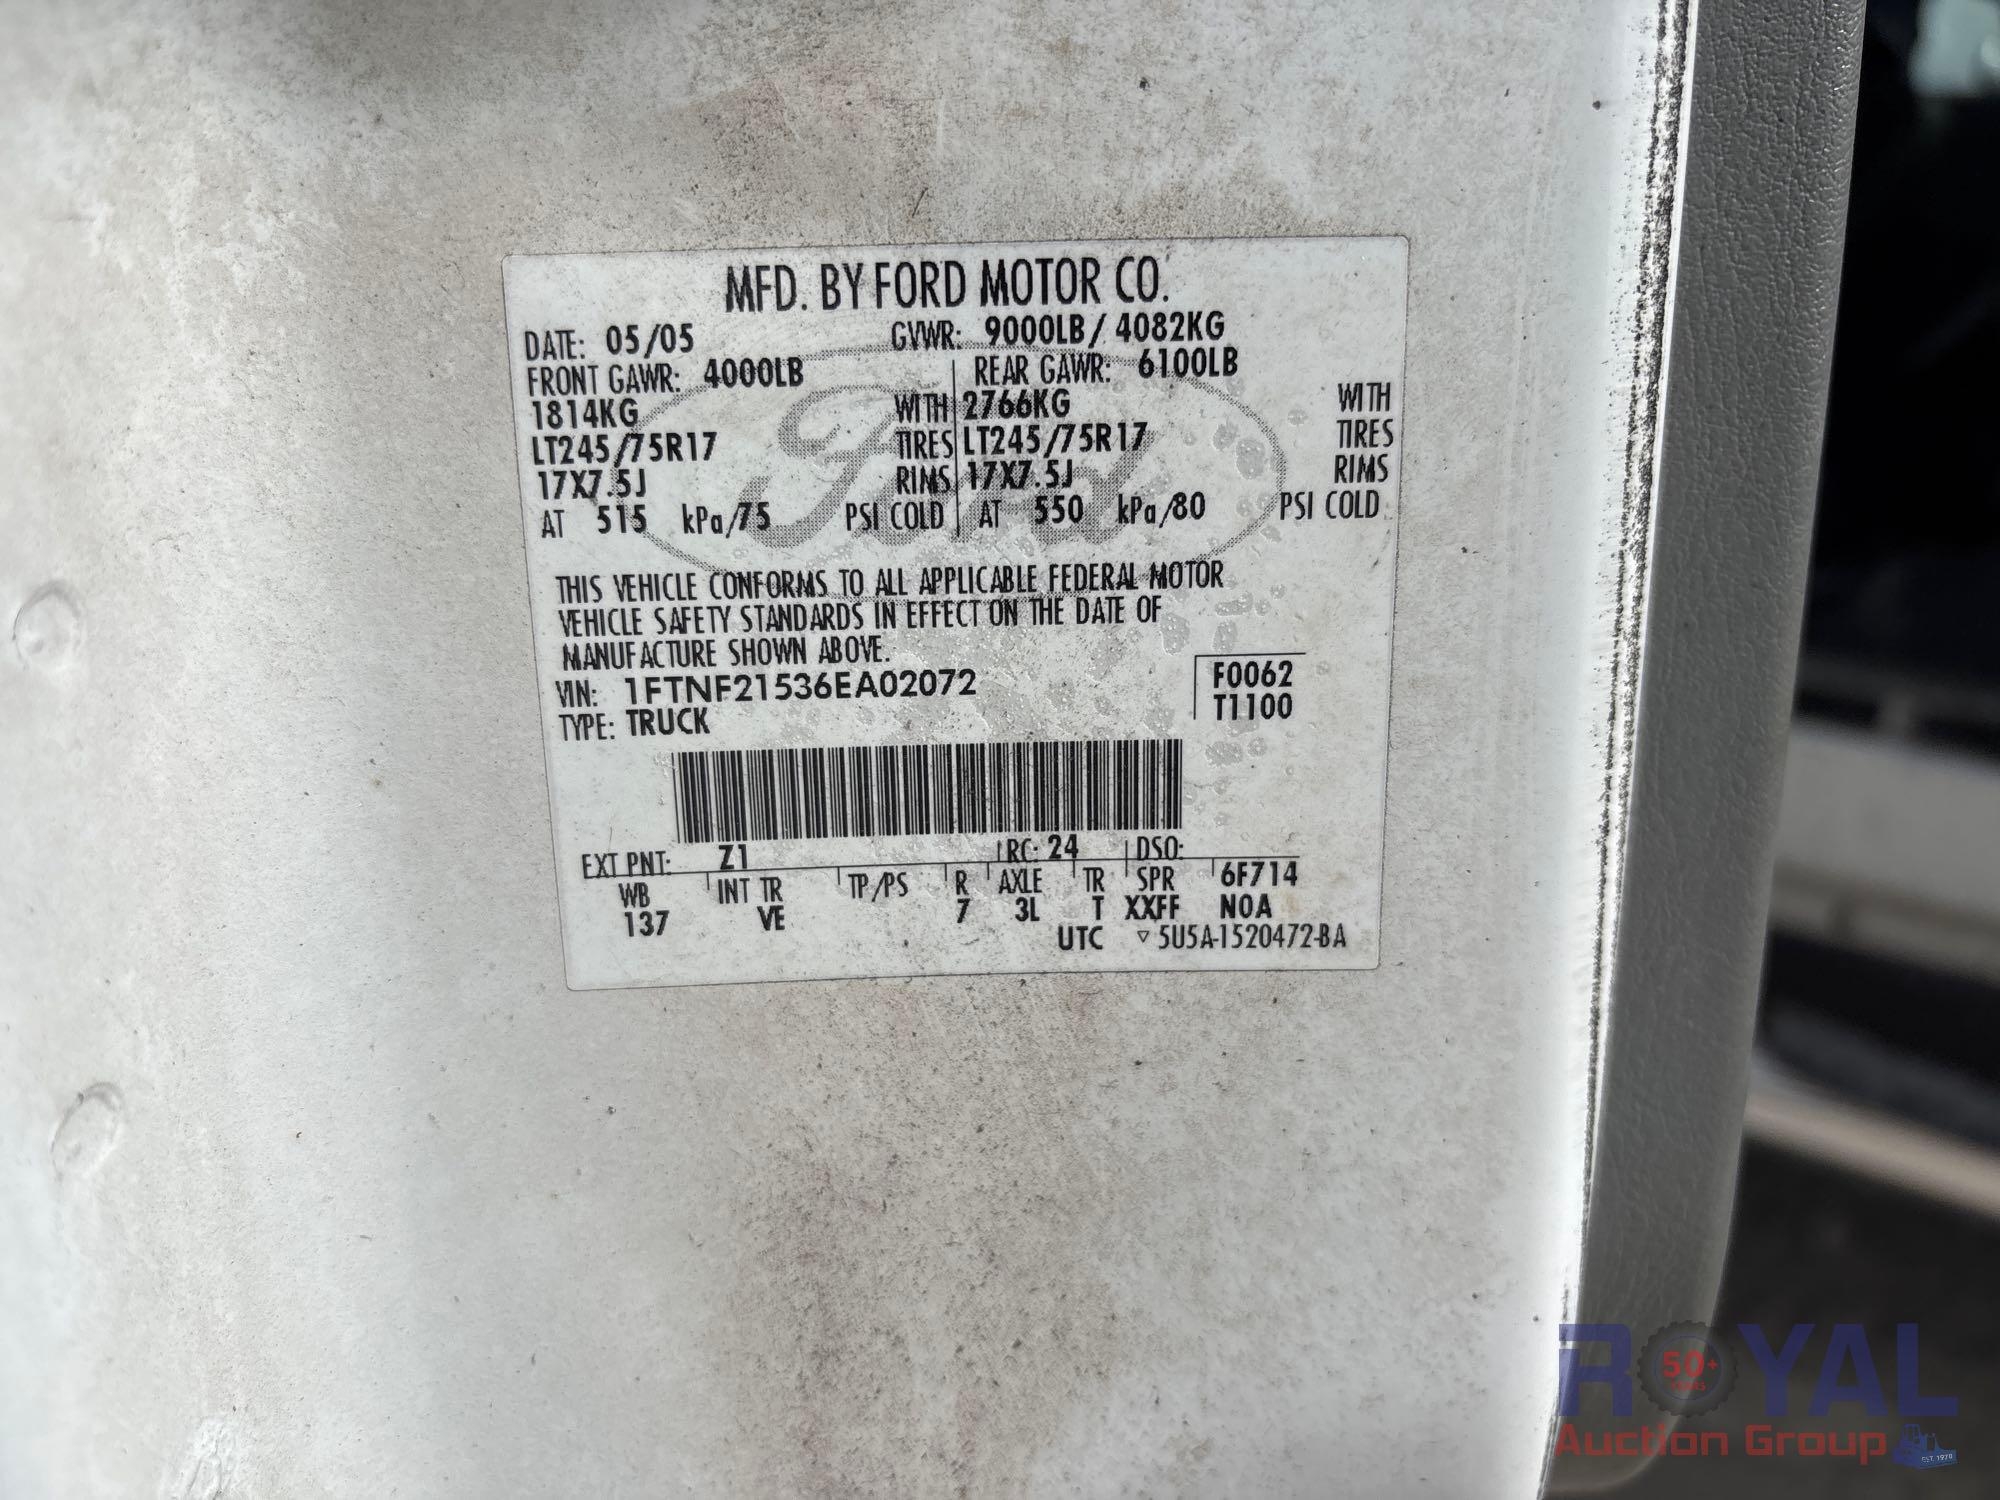 MFD. BY FORD MOTOR CO.
DATE: 05/05 GVWR: 9000LB / 4082KG
FRONT GAWR: 4000LB REAR GAWR: 6100LB
1814KG WITH 2766KG WITH
LT245/75R17 TIRES LT245/75R17 TIRES
17X7.5J RIMS 17X7.5J RIMS
AT 515 kPa/75 PSI COLD AT 550 kPa/80 PSI COLD
Ford
THIS VEHICLE CONFORMS TO ALL APPLICABLE FEDERAL MOTOR
VEHICLE SAFETY STANDARDS IN EFFECT ON THE DATE OF
MANUFACTURE SHOWN ABOVE.
VIN: 1FTNF21536EA02072 F0062
TYPE: TRUCK T1100
EXT PNT: Z1 RC: 24 DSO:
WB INT TR TP/PS R AXLE TR SPR 6F714
137 VE 7 3L T XXFF N0A
UTC ▽ 5U5A-1520472-BA
ROYAL
50+
YEARS
Auction Group
EST. 1970